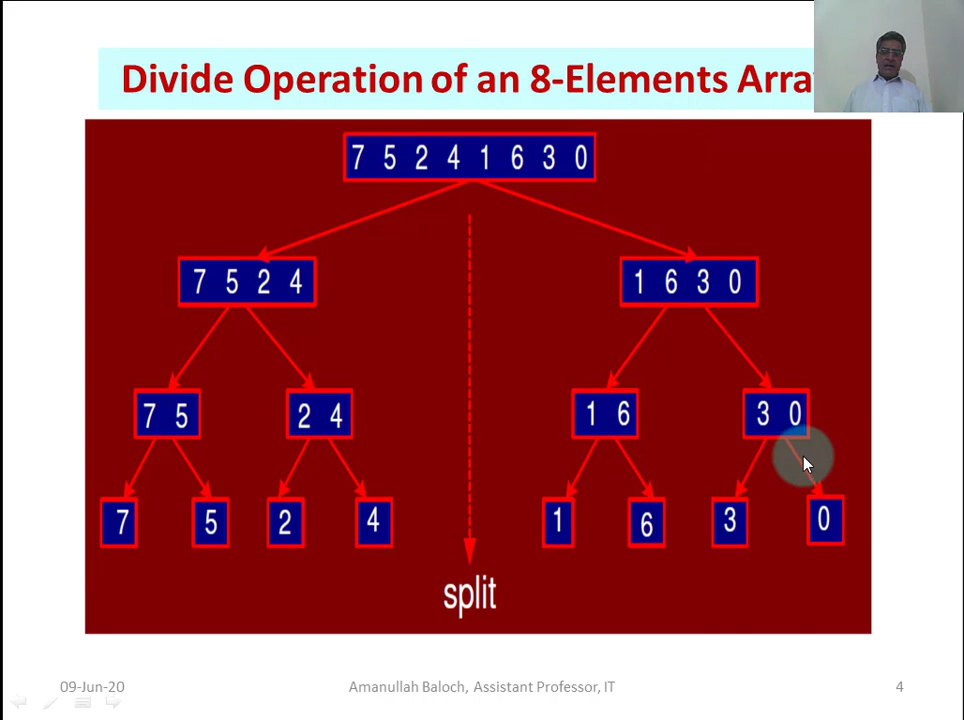 Divide Operation of an 8-Elements Arra
7 5 2 4 1 6 3 0
7 5 2 4
1 6 3 0
7 5
2 4
1 6
3 0
7
5
2
4
1
6
3
0
split
09-Jun-20
Amanullah Baloch, Assistant Professor, IT
4